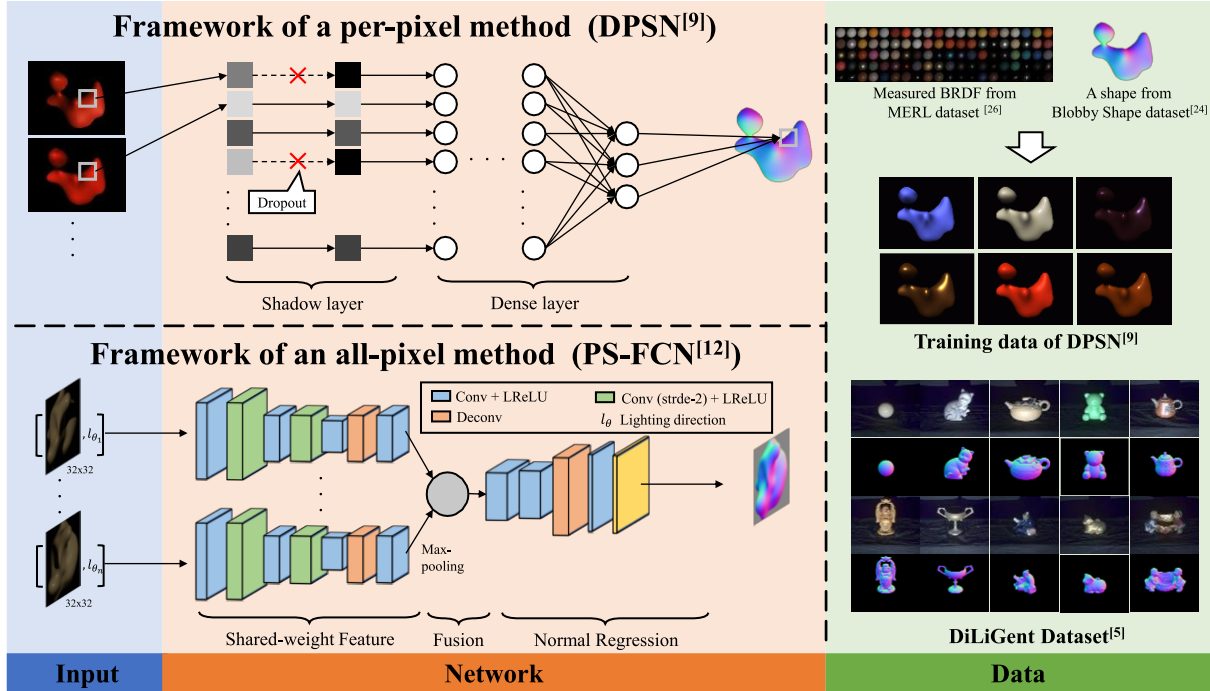 Framework of a per-pixel method (DPSN[9])
Dropout
Shadow layer
Dense layer
Framework of an all-pixel method (PS-FCN[12])
Conv + LReLU
Conv (strde-2) + LReLU
Deconv
lθ Lighting direction
, lθ1
32x32
, lθn
32x32
Max-
pooling
Shared-weight Feature
Fusion
Normal Regression
Measured BRDF from
MERL dataset [26]
A shape from
Blobby Shape dataset[24]
Training data of DPSN[9]
DiLiGent Dataset[5]
Input
Network
Data